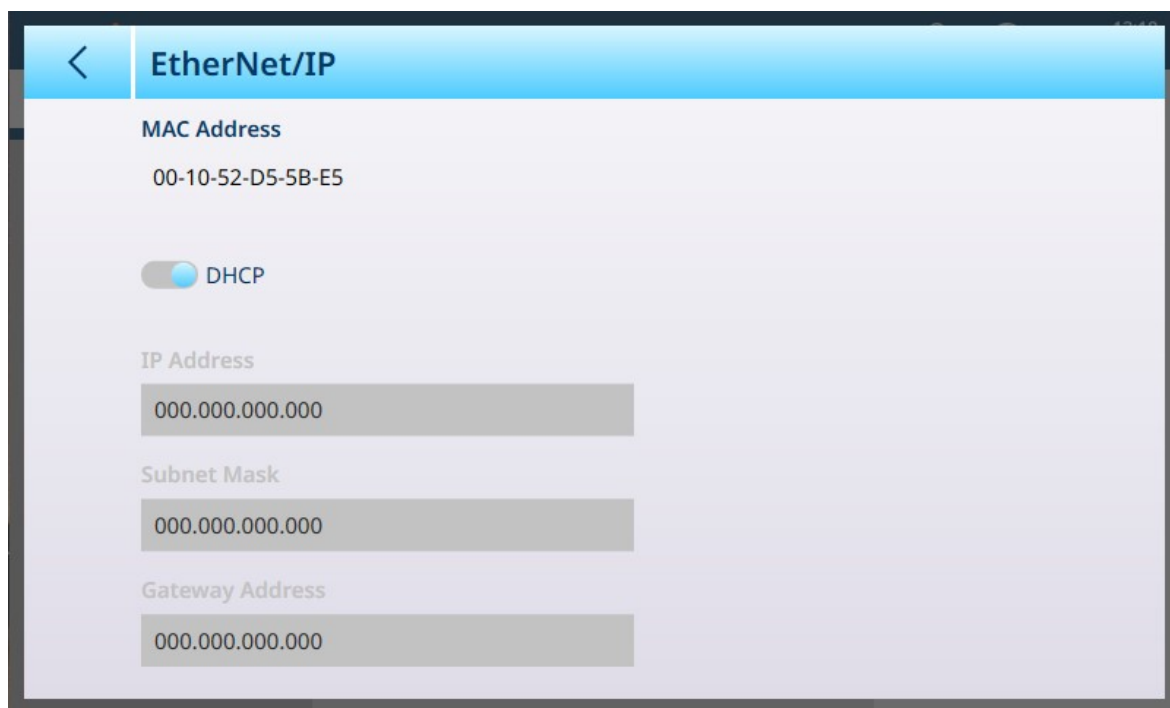 EtherNet/IP
MAC Address
00-10-52-D5-5B-E5
DHCP
IP Address
000.000.000.000
Subnet Mask
000.000.000.000
Gateway Address
000.000.000.000